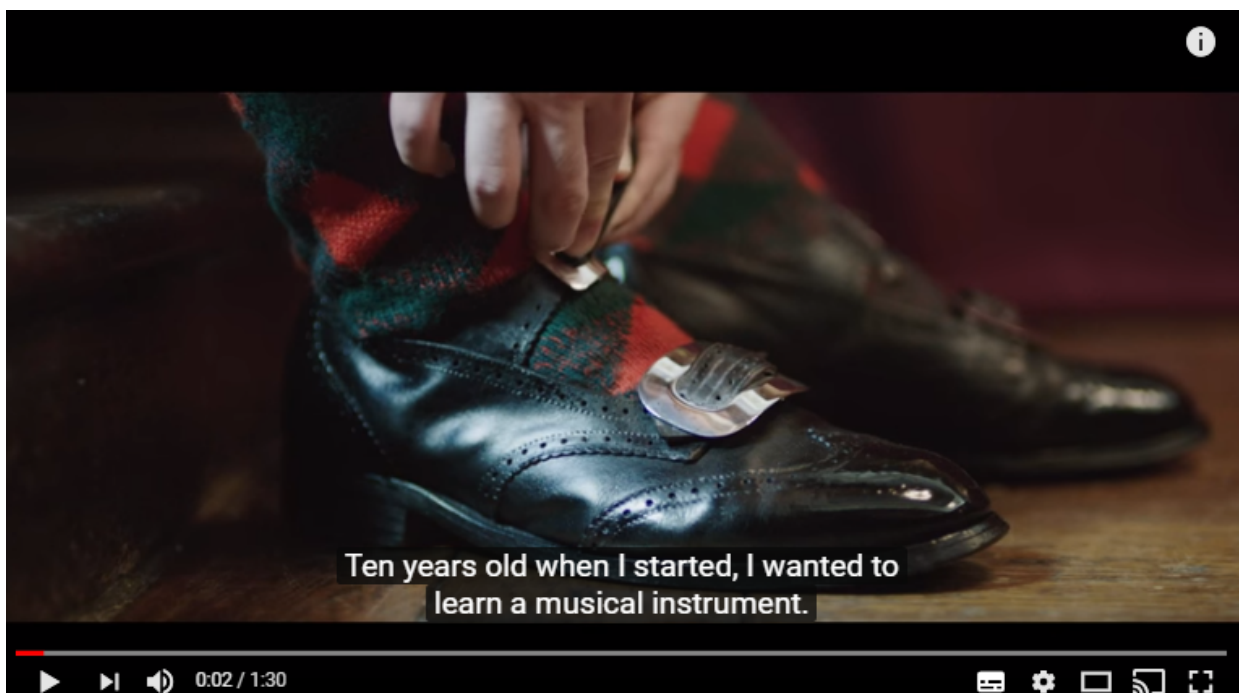 Ten years old when I started, I wanted to
learn a musical instrument.
0:02 / 1:30